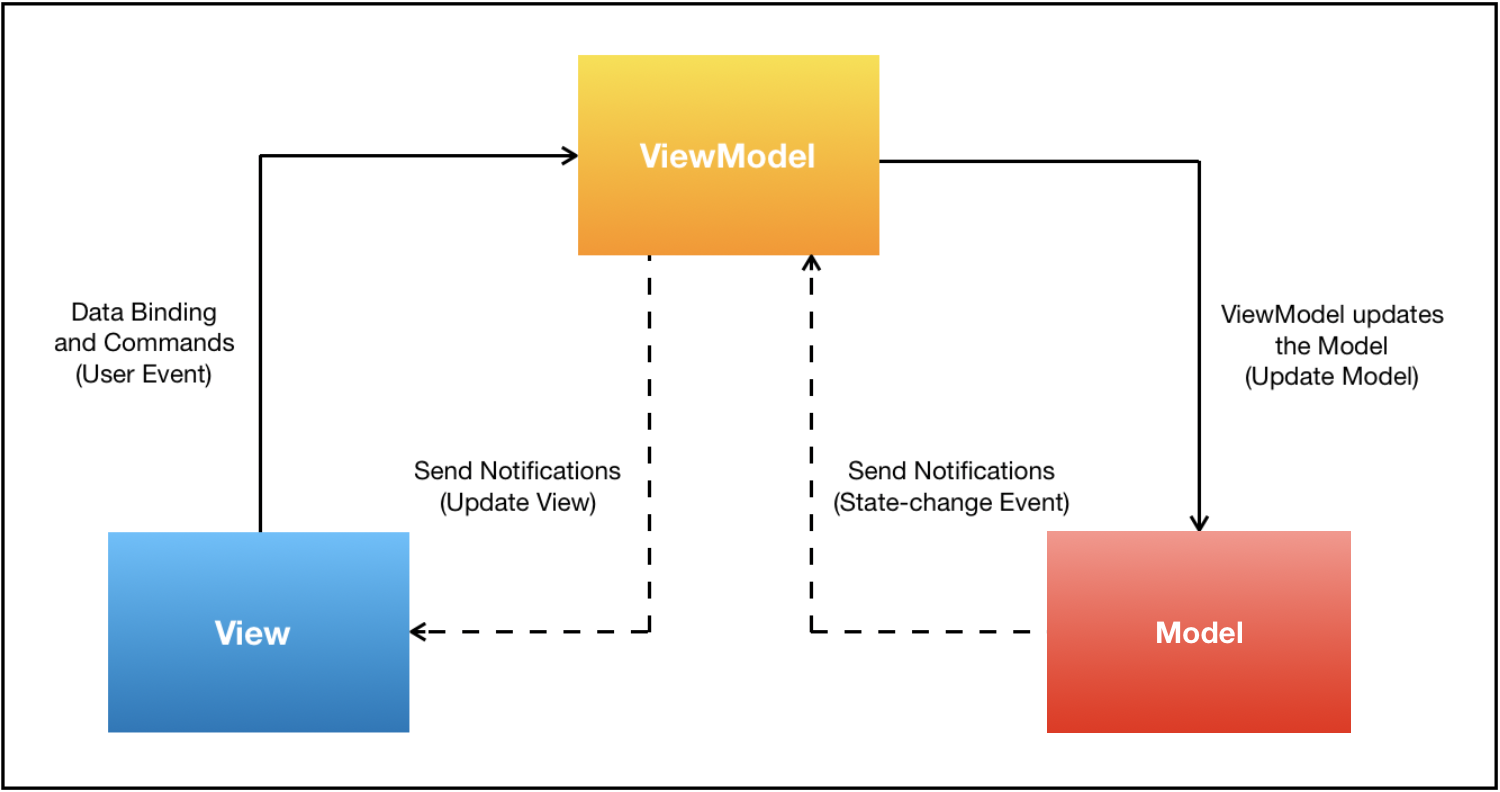 ViewModel
Data Binding
and Commands
(User Event)
ViewModel updates
the Model
(Update Model)
Send Notifications
(Update View)
Send Notifications
(State-change Event)
View
Model